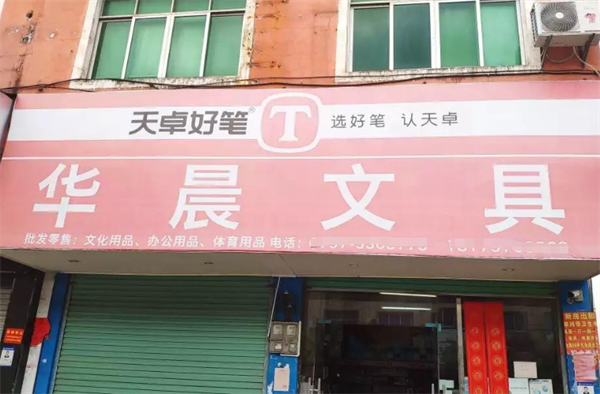 天卓好笔® T 选好笔 认天卓
华晨文具
批发零售：文化用品、办公用品、体育用品 电话：